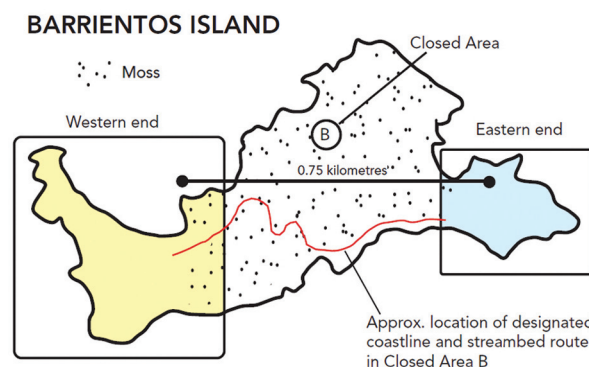 BARRIENTOS ISLAND
Moss
Closed Area
Western end
B
Eastern end
0.75 kilometres
Approx. location of designated
coastline and streambed route
in Closed Area B